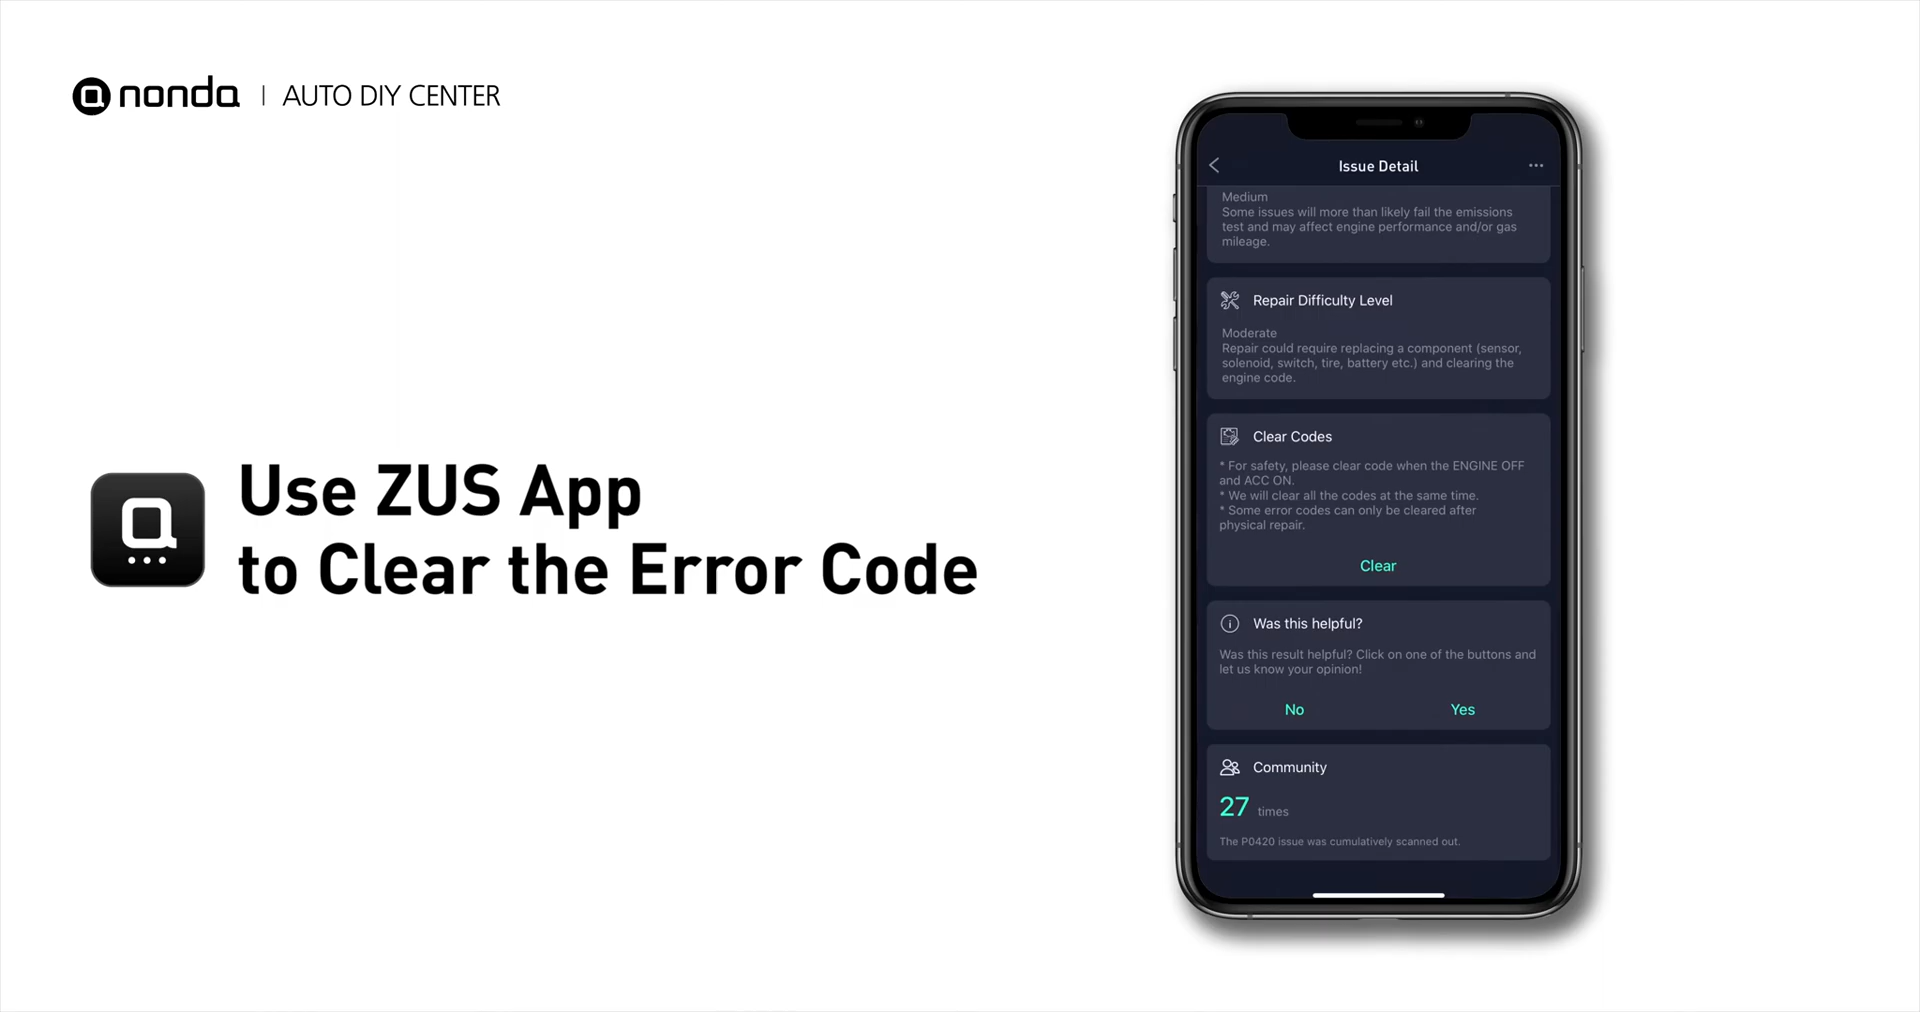 nonda | AUTO DIY CENTER
Use ZUS App
to Clear the Error Code
Issue Detail
Medium
Some issues will more than likely fail the emissions
test and may affect engine performance and/or gas
mileage.
Repair Difficulty Level
Moderate
Repair could require replacing a component (sensor,
solenoid, switch, tire, battery etc.) and clearing the
engine code.
Clear Codes
* For safety, please clear code when the ENGINE OFF
and ACC ON.
* We will clear all the codes at the same time.
* Some error codes can only be cleared after
physical repair.
Clear
Was this helpful?
Was this result helpful? Click on one of the buttons and
let us know your opinion!
No Yes
Community
27 times
The P0420 issue was cumulatively scanned out.